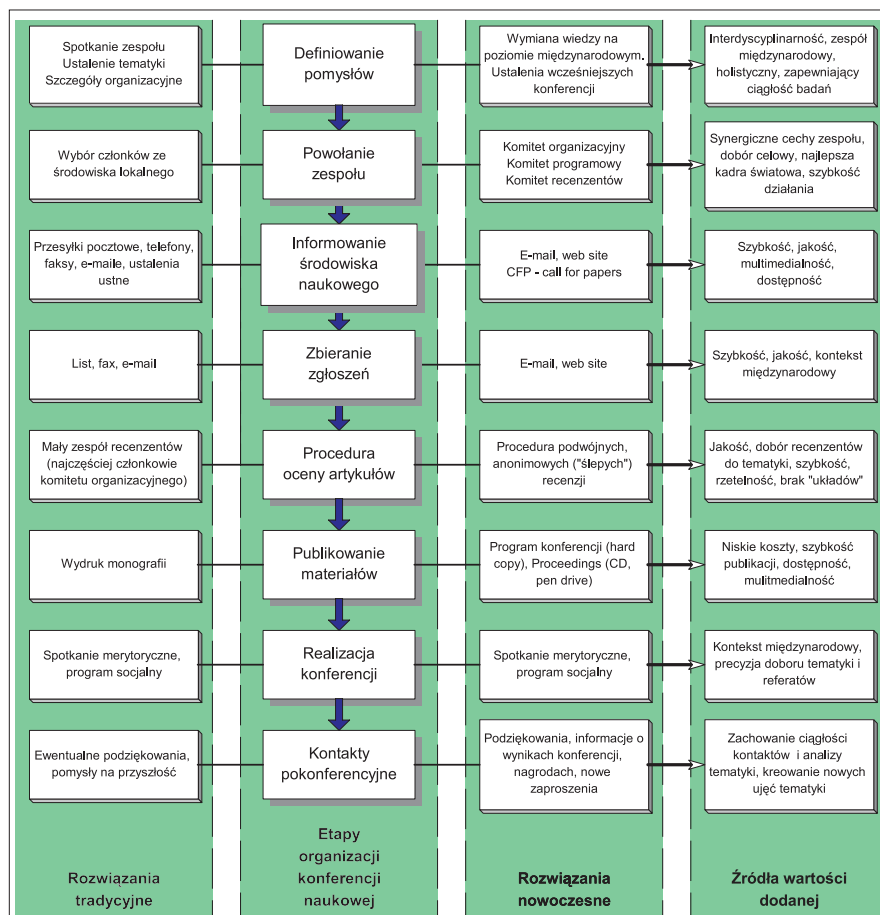 Spotkanie zespołu
Ustalenie tematyki
Szczegóły organizacyjne
Definiowanie
pomysłów
Wymiana wiedzy na
poziomie międzynarodowym.
Ustalenia wcześniejszych
konferencji
Interdyscyplinarność, zespół
międzynarodowy,
holistyczny, zapewniający
ciągłość badań
Wybór członków ze
środowiska lokalnego
Powołanie
zespołu
Komitet organizacyjny
Komitet programowy
Komitet recenzentów
Synergiczne cechy zespołu,
dobór celowy, najlepsza
kadra światowa, szybkość
działania
Przesyłki pocztowe, telefony,
faksy, e-maile, ustalenia
ustne
Informowanie
środowiska
naukowego
E-mail, web site
CFP - call for papers
Szybkość, jakość,
multimedialność,
dostępność
List, fax, e-mail
Zbieranie
zgłoszeń
E-mail, web site
Szybkość, jakość, kontekst
międzynarodowy
Mały zespół recenzentów
(najczęściej członkowie
komitetu organizacyjnego)
Procedura
oceny artykułów
Procedura podwójnych,
anonimowych ("ślepych")
recenzji
Jakość, dobór recenzentów
do tematyki, szybkość,
rzetelność, brak "układów"
Wydruk monografii
Publikowanie
materiałów
Program konferencji (hard
copy), Proceedings (CD,
pen drive)
Niskie koszty, szybkość
publikacji, dostępność,
mulitmedialność
Spotkanie merytoryczne,
program socjalny
Realizacja
konferencji
Spotkanie merytoryczne,
program socjalny
Kontekst międzynarodowy,
precyzja doboru tematyki i
referatów
Ewentualne podziękowania,
pomysły na przyszłość
Kontakty
pokonferencyjne
Podziękowania, informacje o
wynikach konferencji,
nagrodach, nowe
zaproszenia
Zachowanie ciągłości
kontaktów i analizy
tematyki, kreowanie nowych
ujęć tematyki
Rozwiązania
tradycyjne
Etapy
organizacji
konferencji
naukowej
Rozwiązania
nowoczesne
Źródła wartości
dodanej